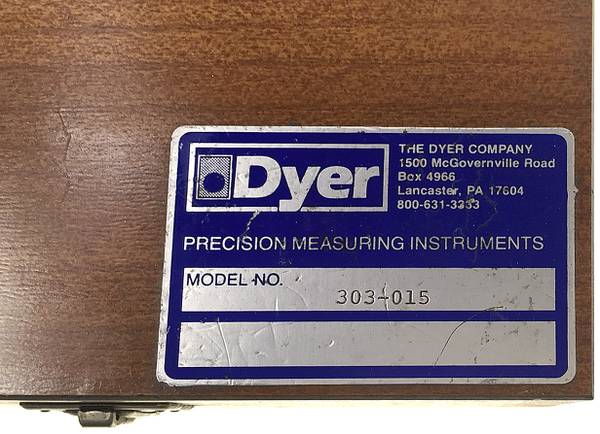 Dyer
THE DYER COMPANY
1500 McGovernville Road
Box 4966
Lancaster, PA 17604
800-631-3333
PRECISION MEASURING INSTRUMENTS
MODEL NO.
303-015